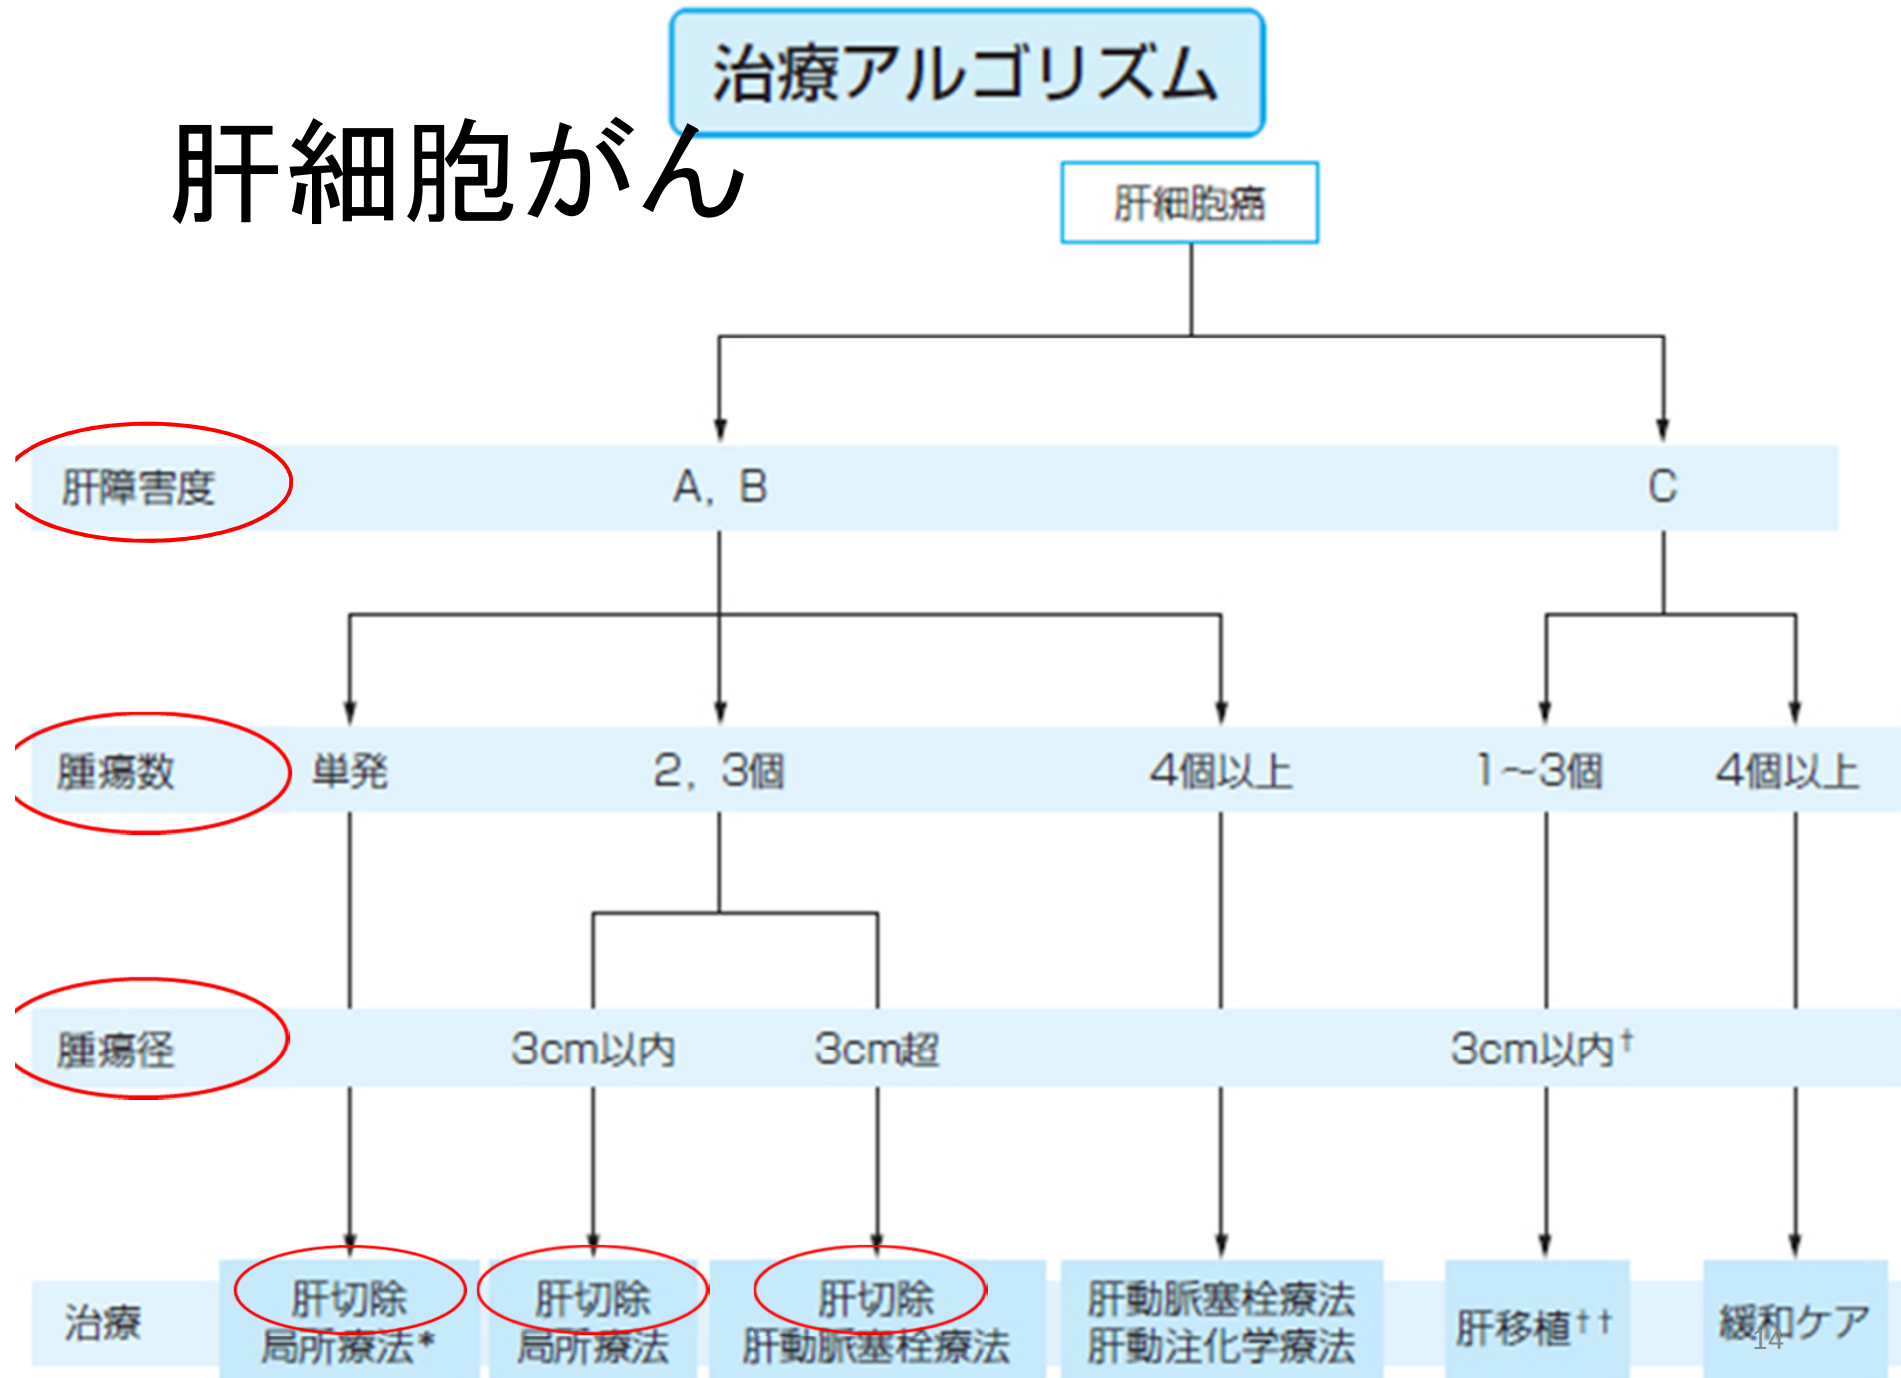 治療アルゴリズム
肝細胞がん
肝細胞癌
肝障害度 A, B C
腫瘍数 単発 2, 3個 4個以上 1~3個 4個以上
腫瘍径 3cm以内 3cm超 3cm以内†
治療
肝切除
局所療法*
肝切除
局所療法
肝切除
肝動脈塞栓療法
肝動脈塞栓療法
肝動注化学療法
肝移植††
緩和ケア
14